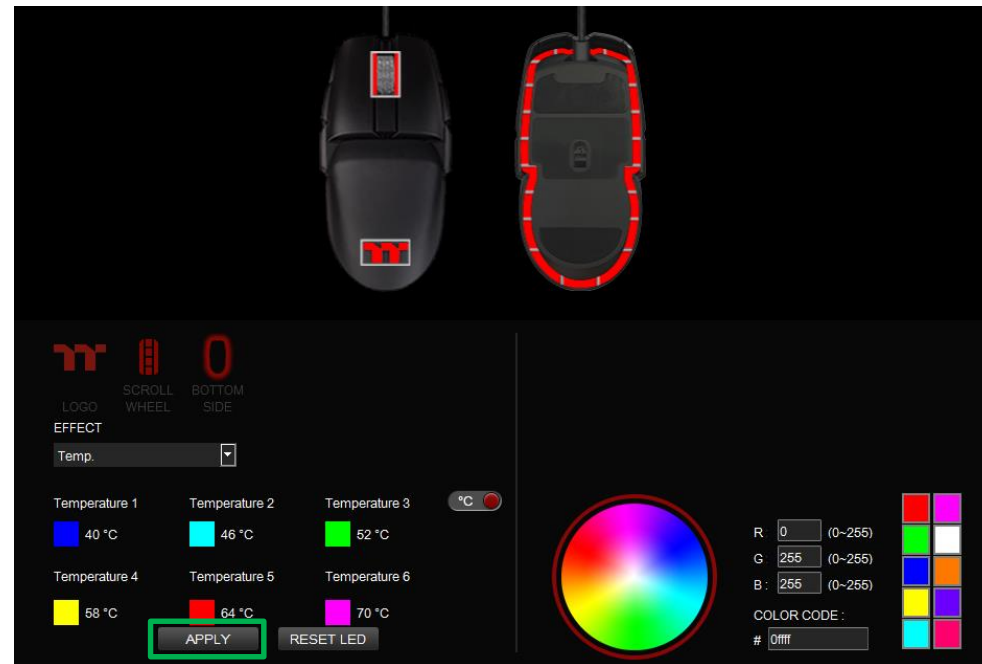 SCROLL BOTTOM
LOGO WHEEL SIDE
EFFECT
Temp.
Temperature 1 Temperature 2 Temperature 3 °C
40 °C 46 °C 52 °C
Temperature 4 Temperature 5 Temperature 6
58 °C 64 °C 70 °C
APPLY RESET LED
R 0 (0~255)
G 255 (0~255)
B : 255 (0~255)
COLOR CODE :
# 0ffff